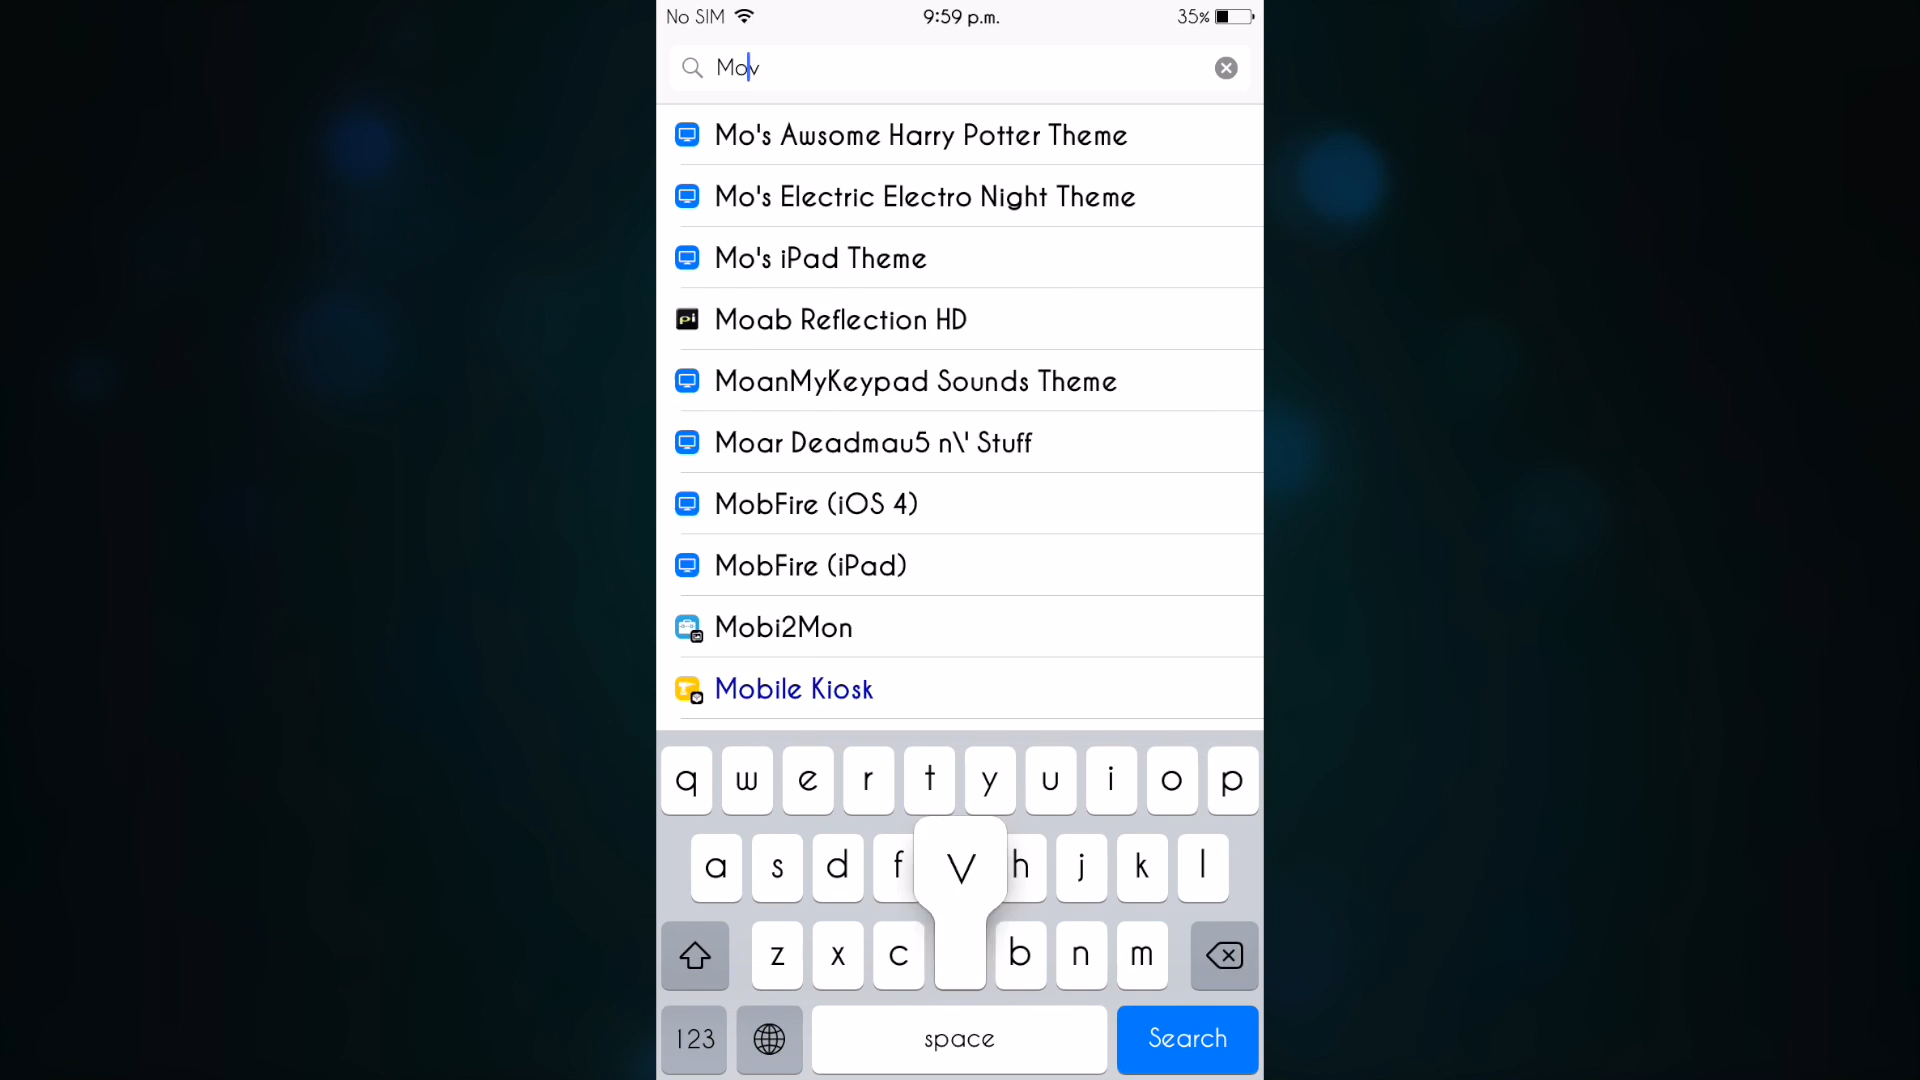 No SIM 9:59 p.m. 35%
Mov
Mo's Awsome Harry Potter Theme
Mo's Electric Electro Night Theme
Mo's iPad Theme
pi Moab Reflection HD
MoanMyKeypad Sounds Theme
Moar Deadmau5 n\' Stuff
MobFire (iOS 4)
MobFire (iPad)
Mobi2Mon
Mobile Kiosk
q w e r t y u i o p
a s d f V h j k l
z x c b n m
123 space Search